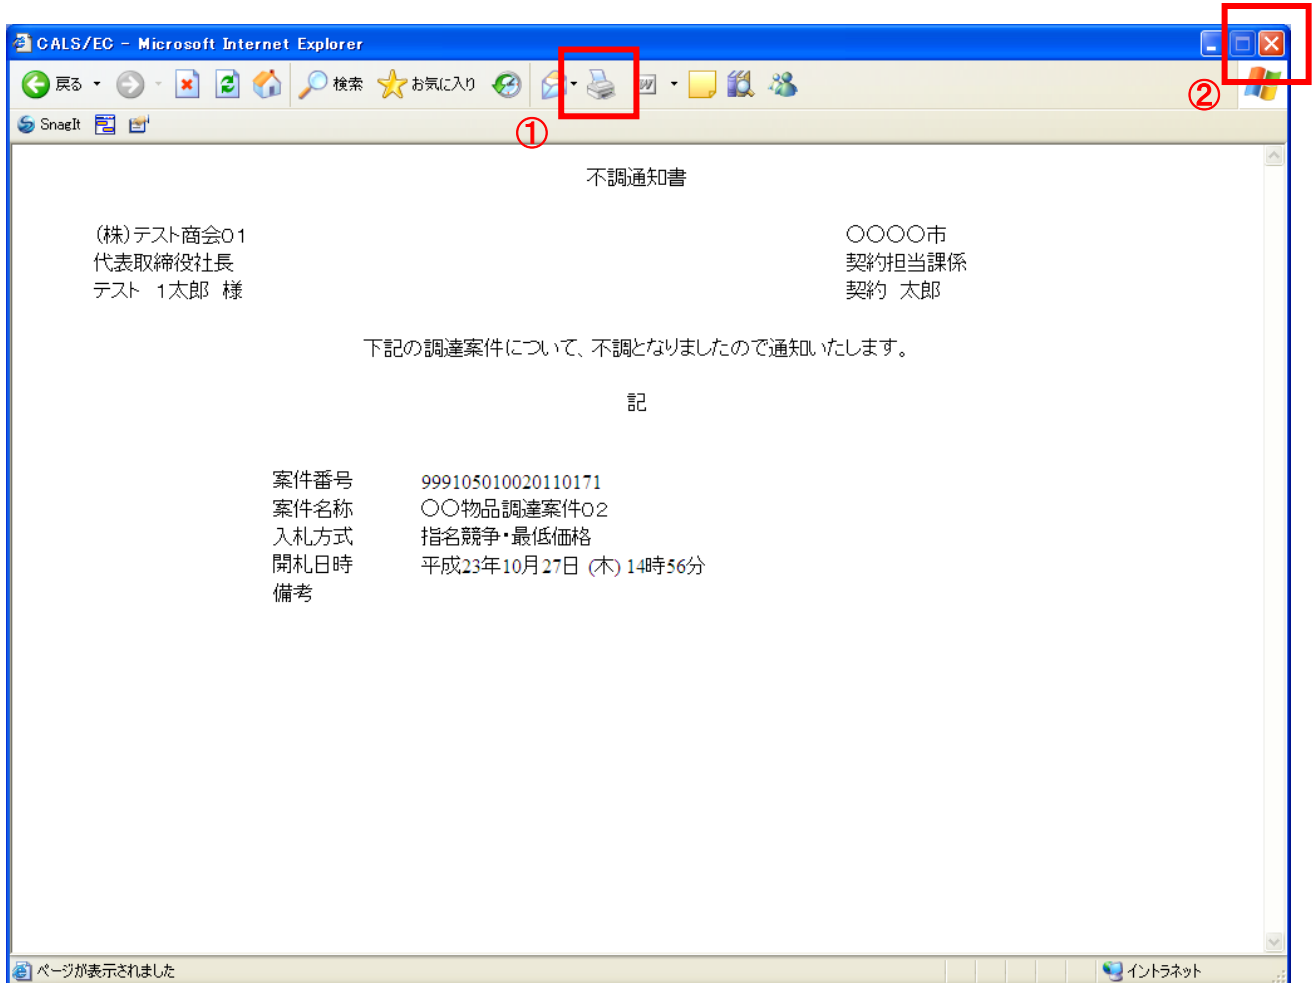 CALS/EC - Microsoft Internet Explorer
戻る 検索 お気に入り W
② 
SnagIt
①
不調通知書
(株)テスト商会01 ○○○○市
代表取締役社長 契約担当課係
テスト 1太郎 様 契約 太郎
下記の調達案件について、不調となりましたので通知いたします。
記
案件番号 999105010020110171
案件名称 ○○物品調達案件02
入札方式 指名競争・最低価格
開札日時 平成23年10月27日 (木) 14時56分
備考
ページが表示されました イントラネット